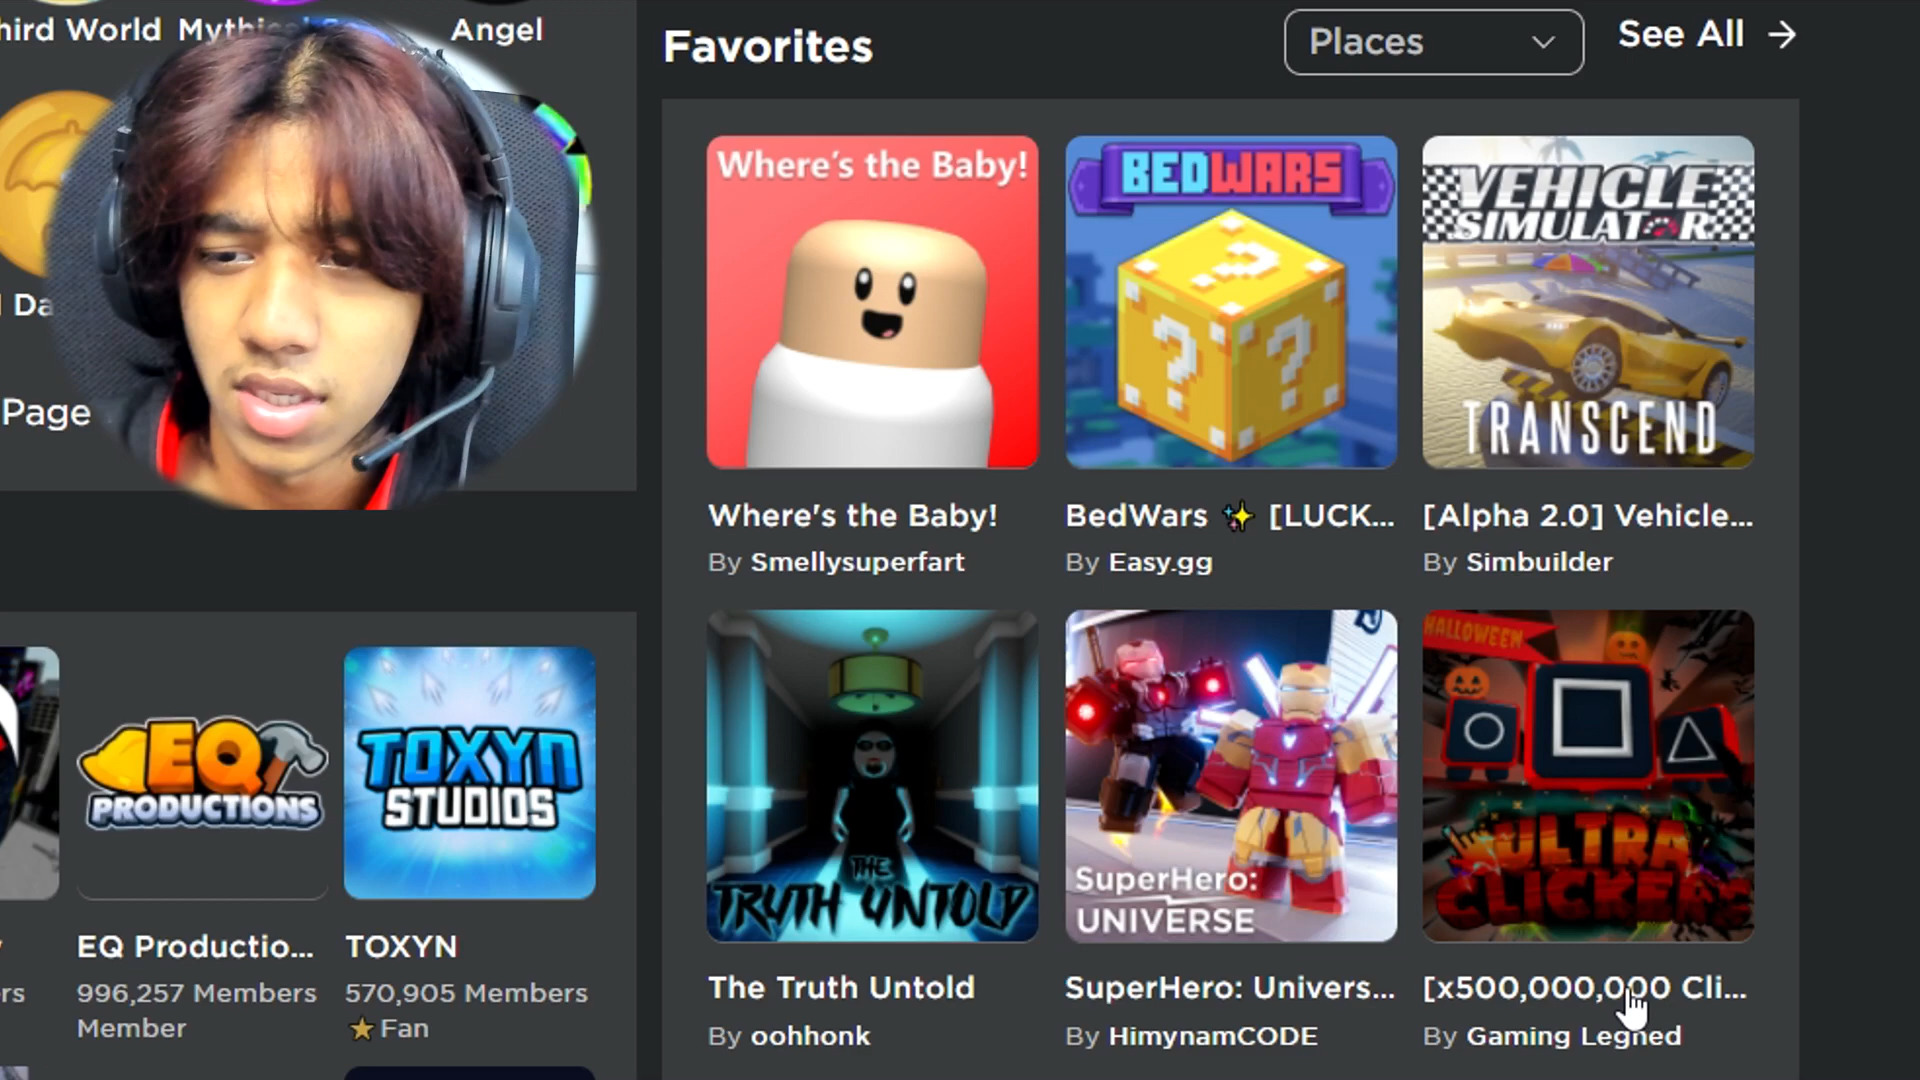 hird World
Angel
Da
Page
Favorites
Places
See All
Where's the Baby!
BEDWARS
VEHICLE
SIMULATOR
TRANSCEND
Where's the Baby!
By Smellysuperfart
BedWars ✨ [LUCK...
By Easy.gg
[Alpha 2.0] Vehicle...
By Simbuilder
THE
TRUTH UNTOLD
SuperHero:
UNIVERSE
HALLOWEEN
ULTRA
CLICKERS
The Truth Untold
By oohhonk
SuperHero: Univers...
By HimynamCODE
[x500,000,000 Cli...
By Gaming Legned
EQ
PRODUCTIONS
TOXYN
STUDIOS
EQ Productio...
996,257 Members
Member
TOXYN
570,905 Members
Fan
rs